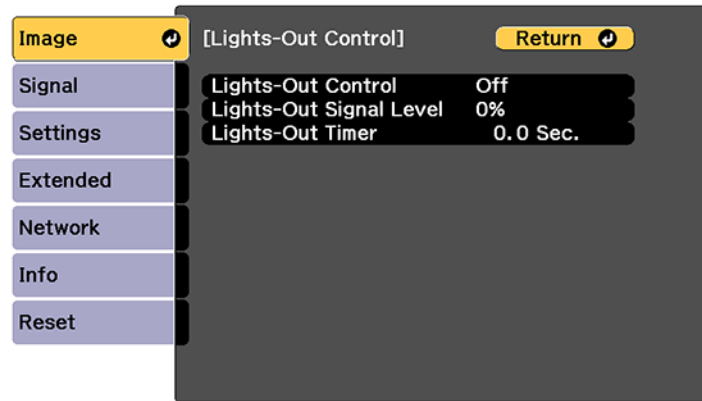 Image
Signal
Settings
Extended
Network
Info
Reset
[Lights-Out Control]
Return
Lights-Out Control Off
Lights-Out Signal Level 0%
Lights-Out Timer 0.0 Sec.